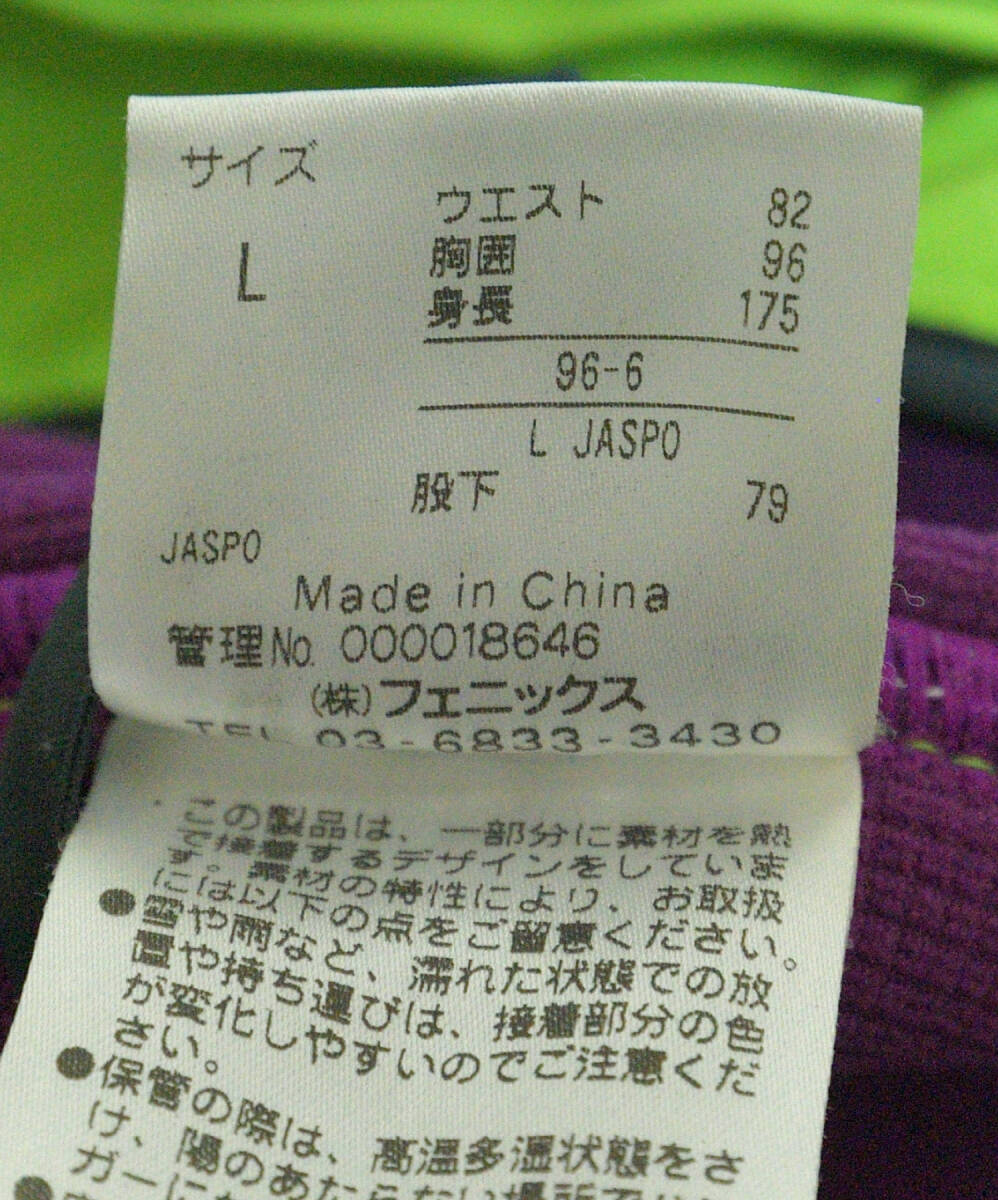 サイズ
L
ウエスト 82
胸囲 96
身長 175
96-6
L JASPO
股下 79
JASPO
Made in China
管理No. 000018646
(株)フェニックス
TEL 03-6833-3430
この製品は、一部分に素材を熱
で接着するデザインをしていま
す。素材の特性により、お取扱
には以下の点をご留意ください。
●雪や雨など、濡れた状態での放
置や持ち運びは、接着部分の色
が変化しやすいのでご注意くだ
さい。
●保管の際は、高温多湿状態をさ
け、陽のあたらない場所で
ガーに